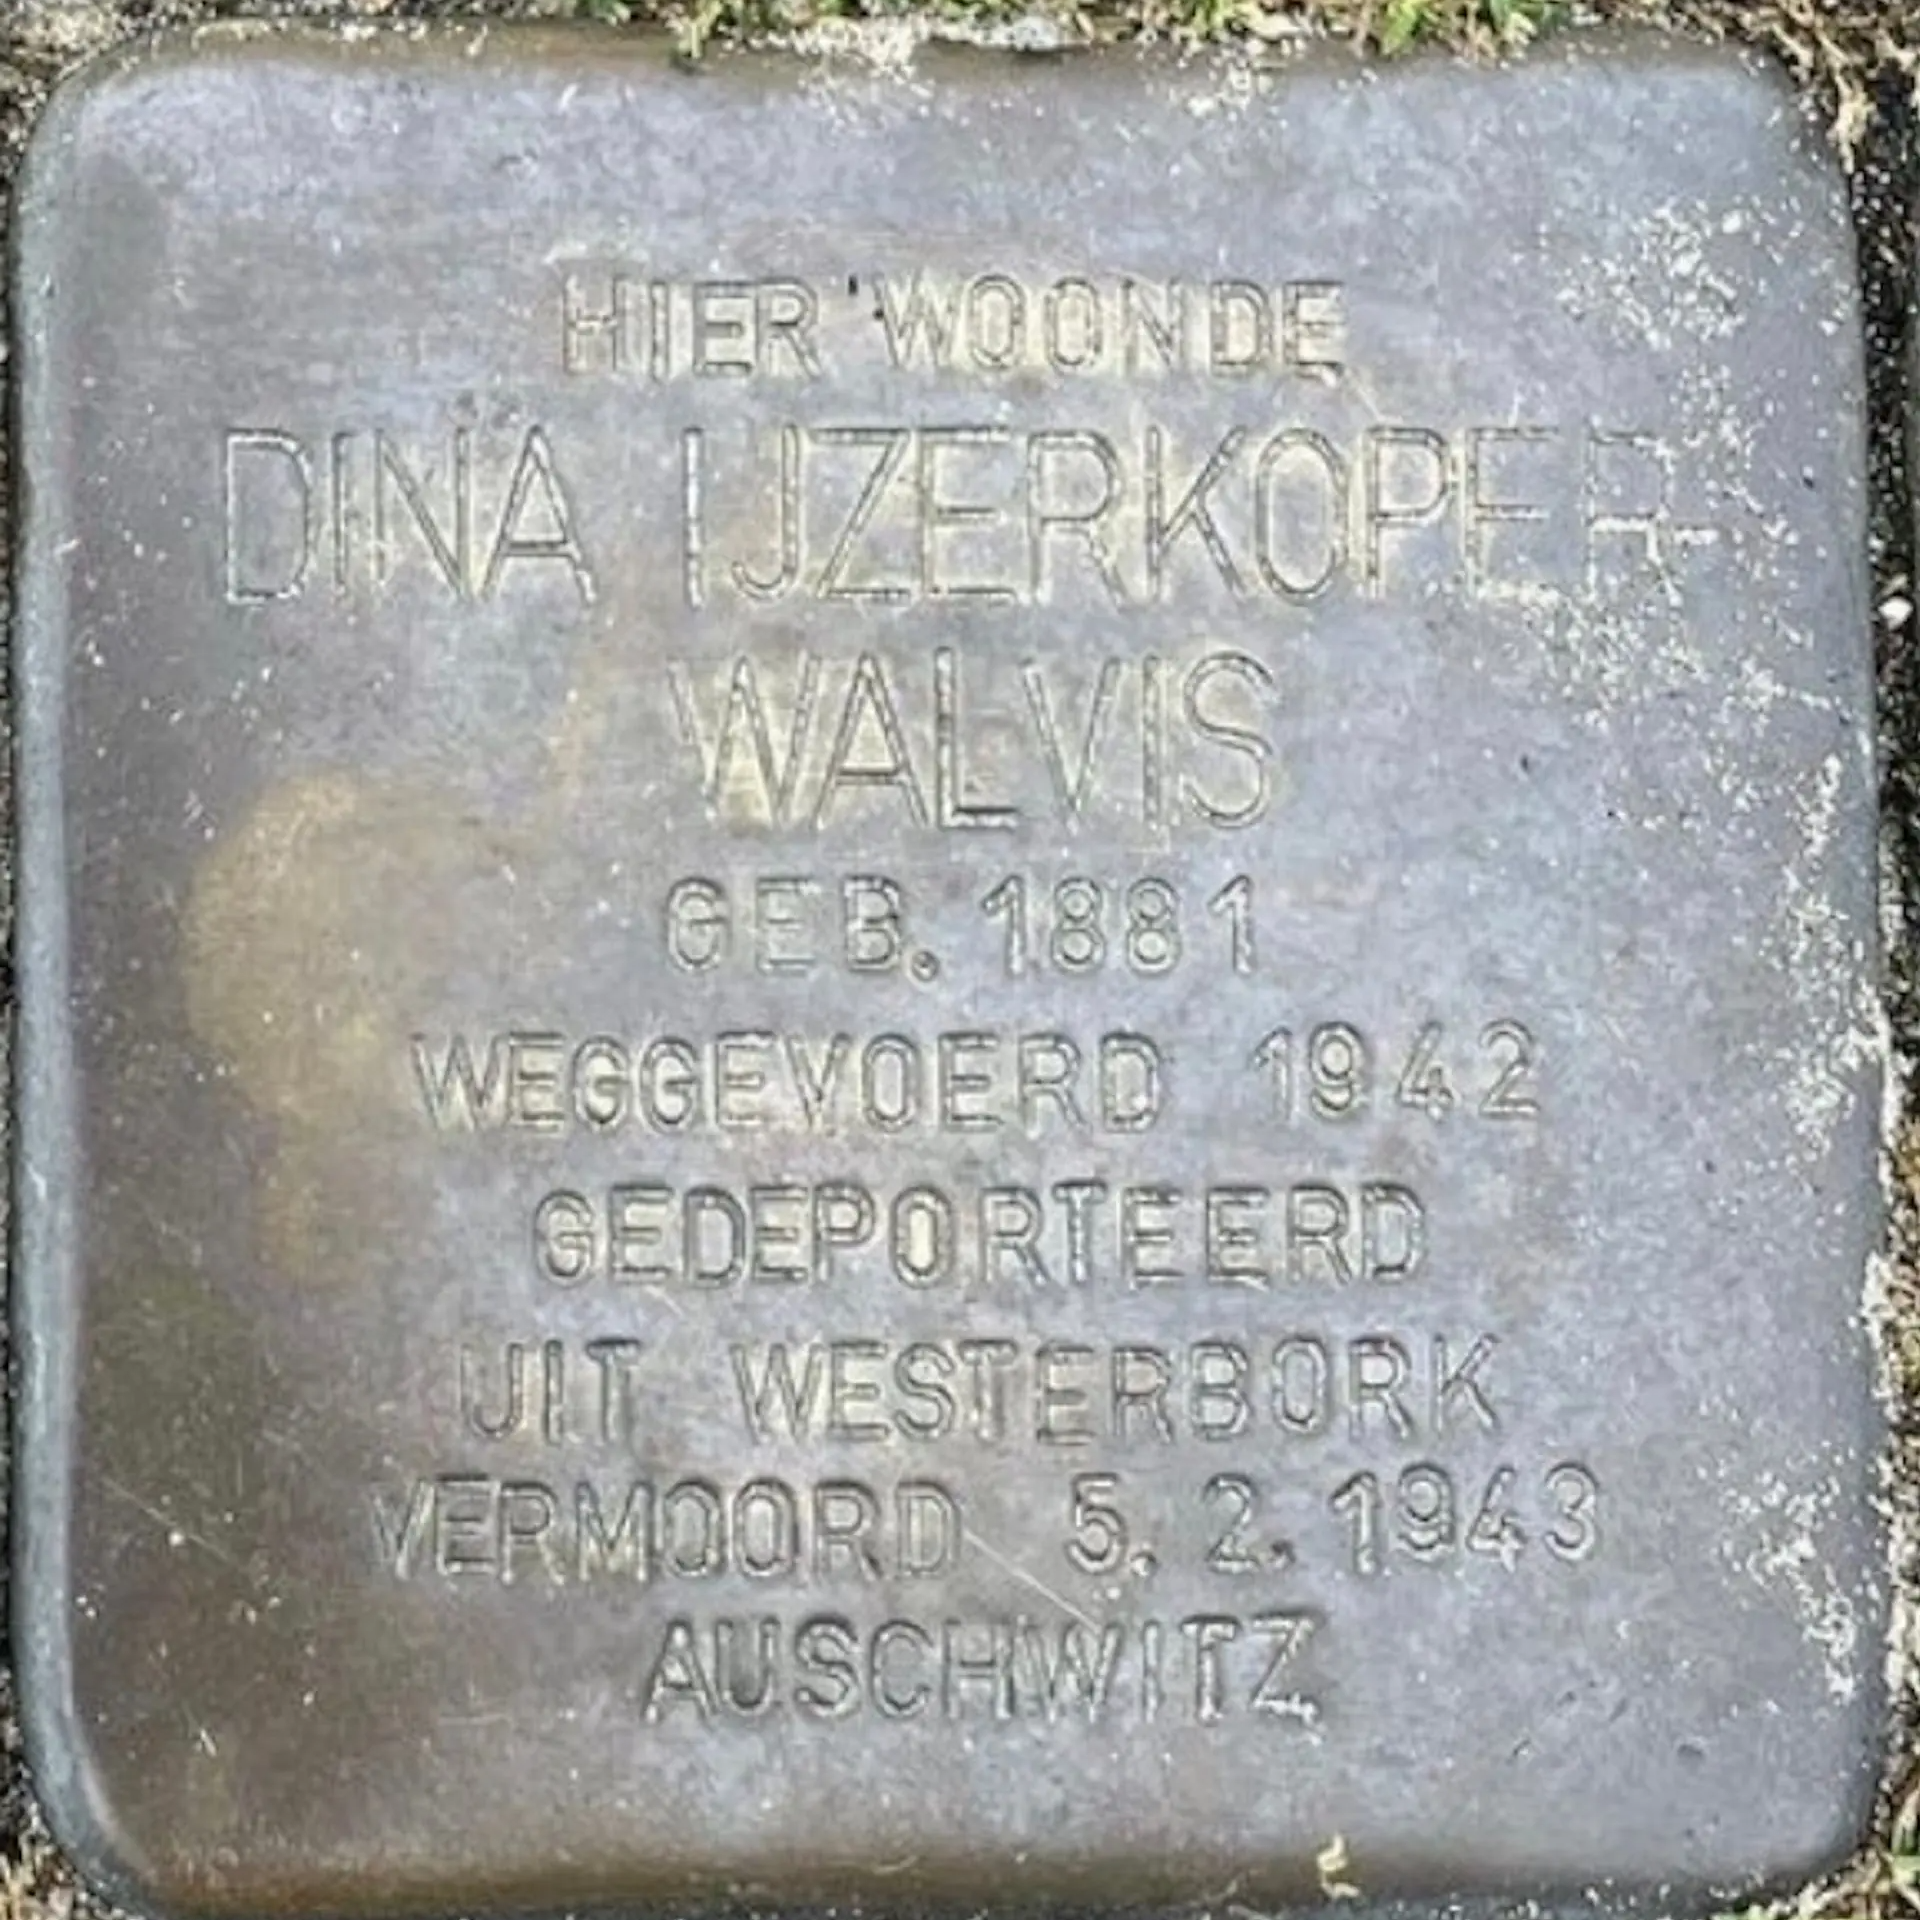 HIER WOONDE
DINA IJZERKOPER-
WALVIS
GEB. 1881
WEGGEVOERD 1942
GEDEPORTEERD
UIT WESTERBORK
VERMOORD 5.2.1943
AUSCHWITZ